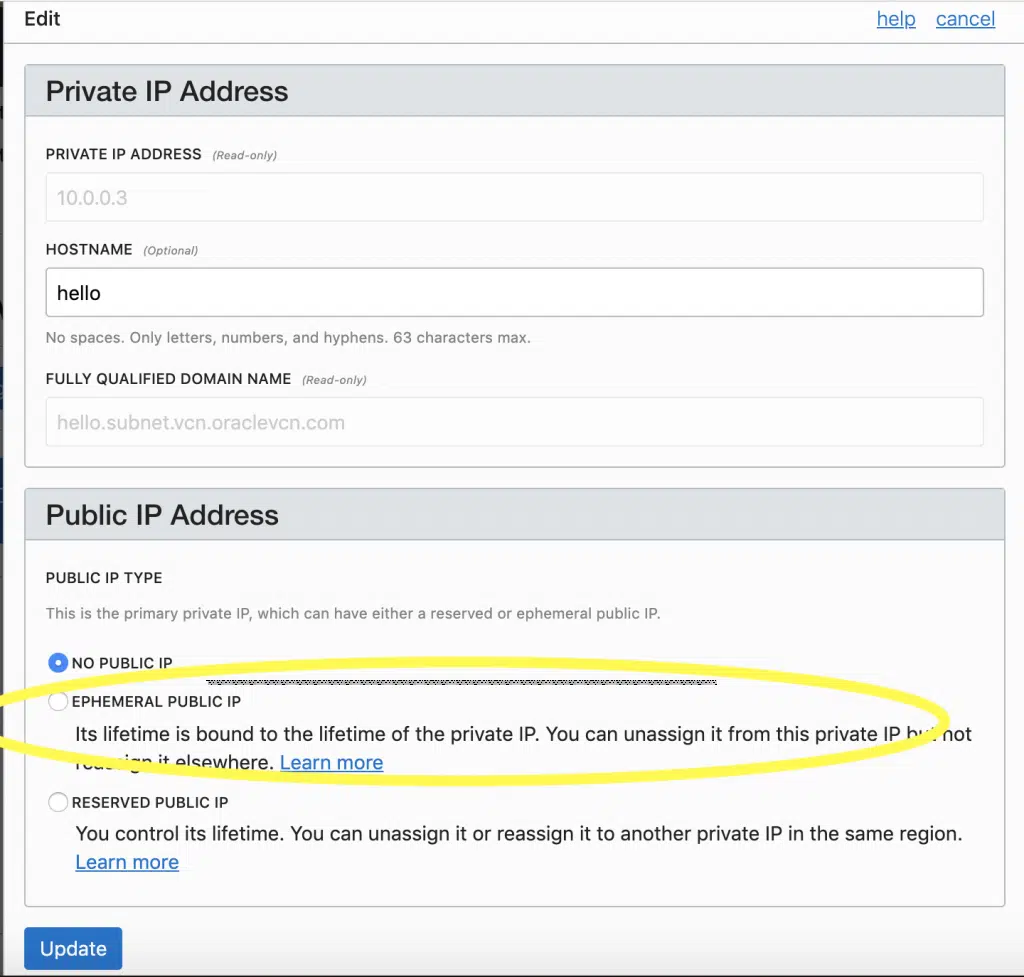 Edit help cancel
Private IP Address
PRIVATE IP ADDRESS (Read-only)
10.0.0.3
HOSTNAME (Optional)
hello
No spaces. Only letters, numbers, and hyphens. 63 characters max.
FULLY QUALIFIED DOMAIN NAME (Read-only)
hello.subnet.vcn.oraclevcn.com
Public IP Address
PUBLIC IP TYPE
This is the primary private IP, which can have either a reserved or ephemeral public IP.
NO PUBLIC IP
EPHEMERAL PUBLIC IP
Its lifetime is bound to the lifetime of the private IP. You can unassign it from this private IP but not
reassign it elsewhere. Learn more
RESERVED PUBLIC IP
You control its lifetime. You can unassign it or reassign it to another private IP in the same region.
Learn more
Update